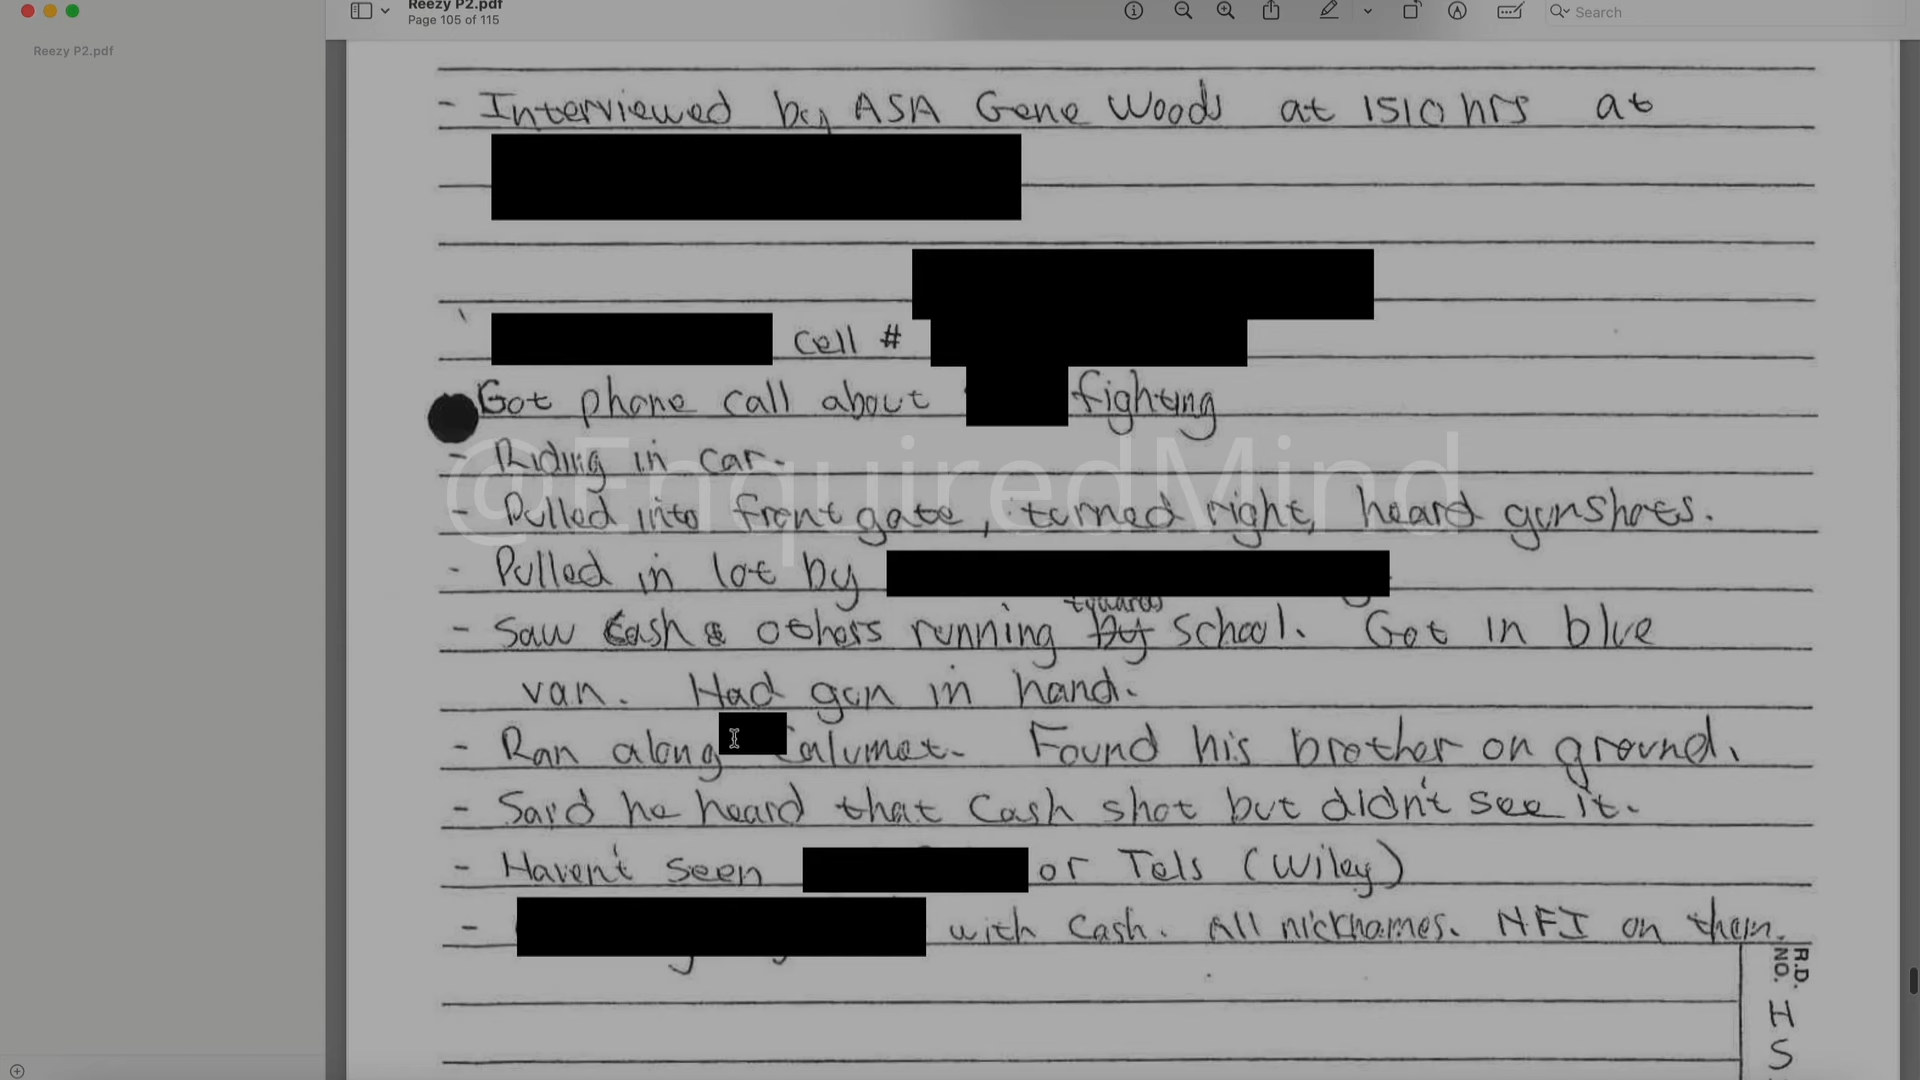 Reezy P2.pdf
Page 105 of 115
Search
Reezy P2.pdf
- Interviewed by ASA Gene Woods at 1510 hrs at
Cell #
Got phone call about fighting
- Riding in car.
@EnquiredMind
- Pulled into front gate, turned right, heard gunshots.
- Pulled in lot by
towards
- Saw Cash & others running by school. Got in blue
van. Had gun in hand.
- Ran along Calumet. Found his brother on ground.
- Said he heard that Cash shot but didn't see it.
- Haven't seen or Tels (Wiley)
- with Cash. All nicknames. NFI on them.
R.D.
NO.
H
S